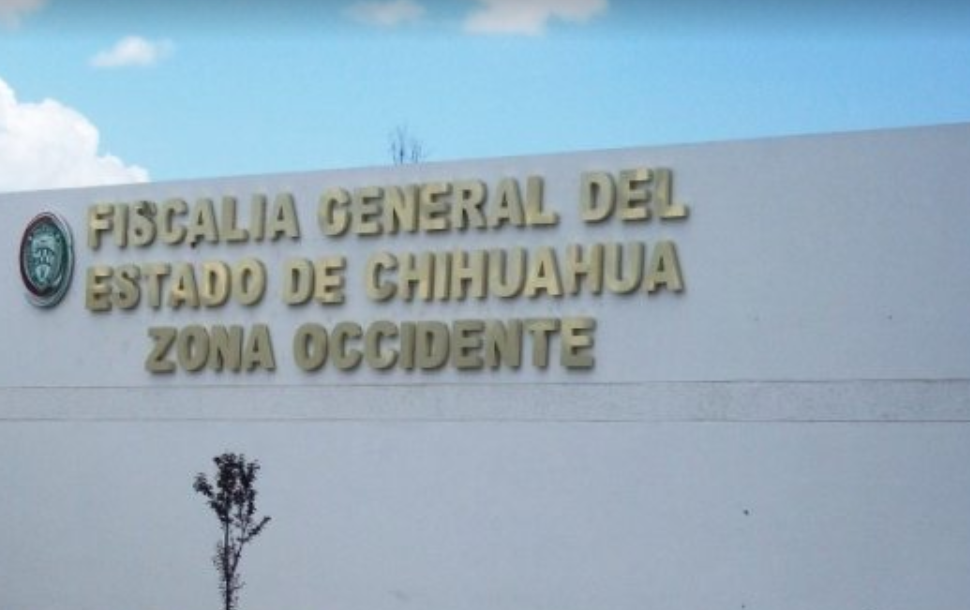 FISCALIA GENERAL DEL
ESTADO DE CHIHUAHUA
ZONA OCCIDENTE